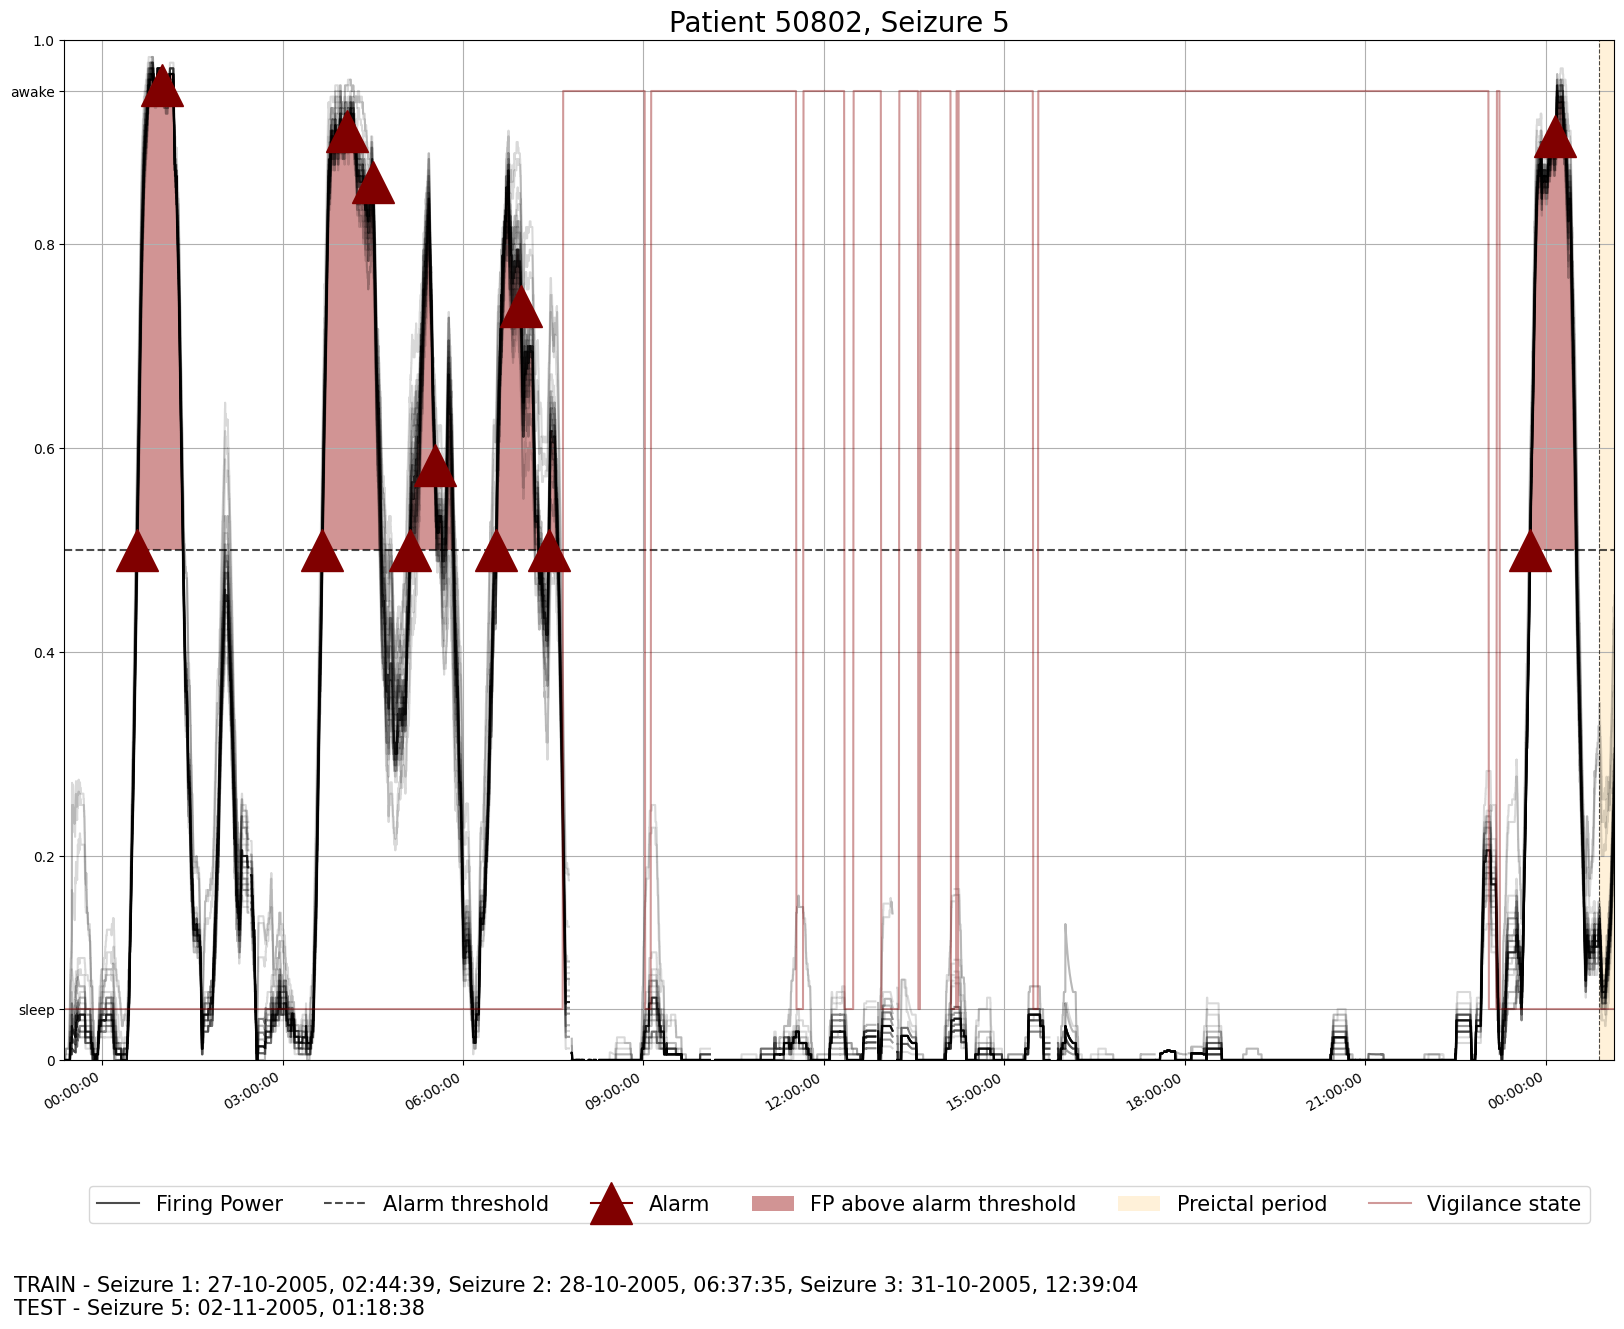 Patient 50802, Seizure 5
1.0
awake
0.8
0.6
0.4
0.2
sleep
0
00:00:00 03:00:00 06:00:00 09:00:00 12:00:00 15:00:00 18:00:00 21:00:00 00:00:00
Firing Power Alarm threshold Alarm FP above alarm threshold Preictal period Vigilance state
TRAIN - Seizure 1: 27-10-2005, 02:44:39, Seizure 2: 28-10-2005, 06:37:35, Seizure 3: 31-10-2005, 12:39:04
TEST - Seizure 5: 02-11-2005, 01:18:38